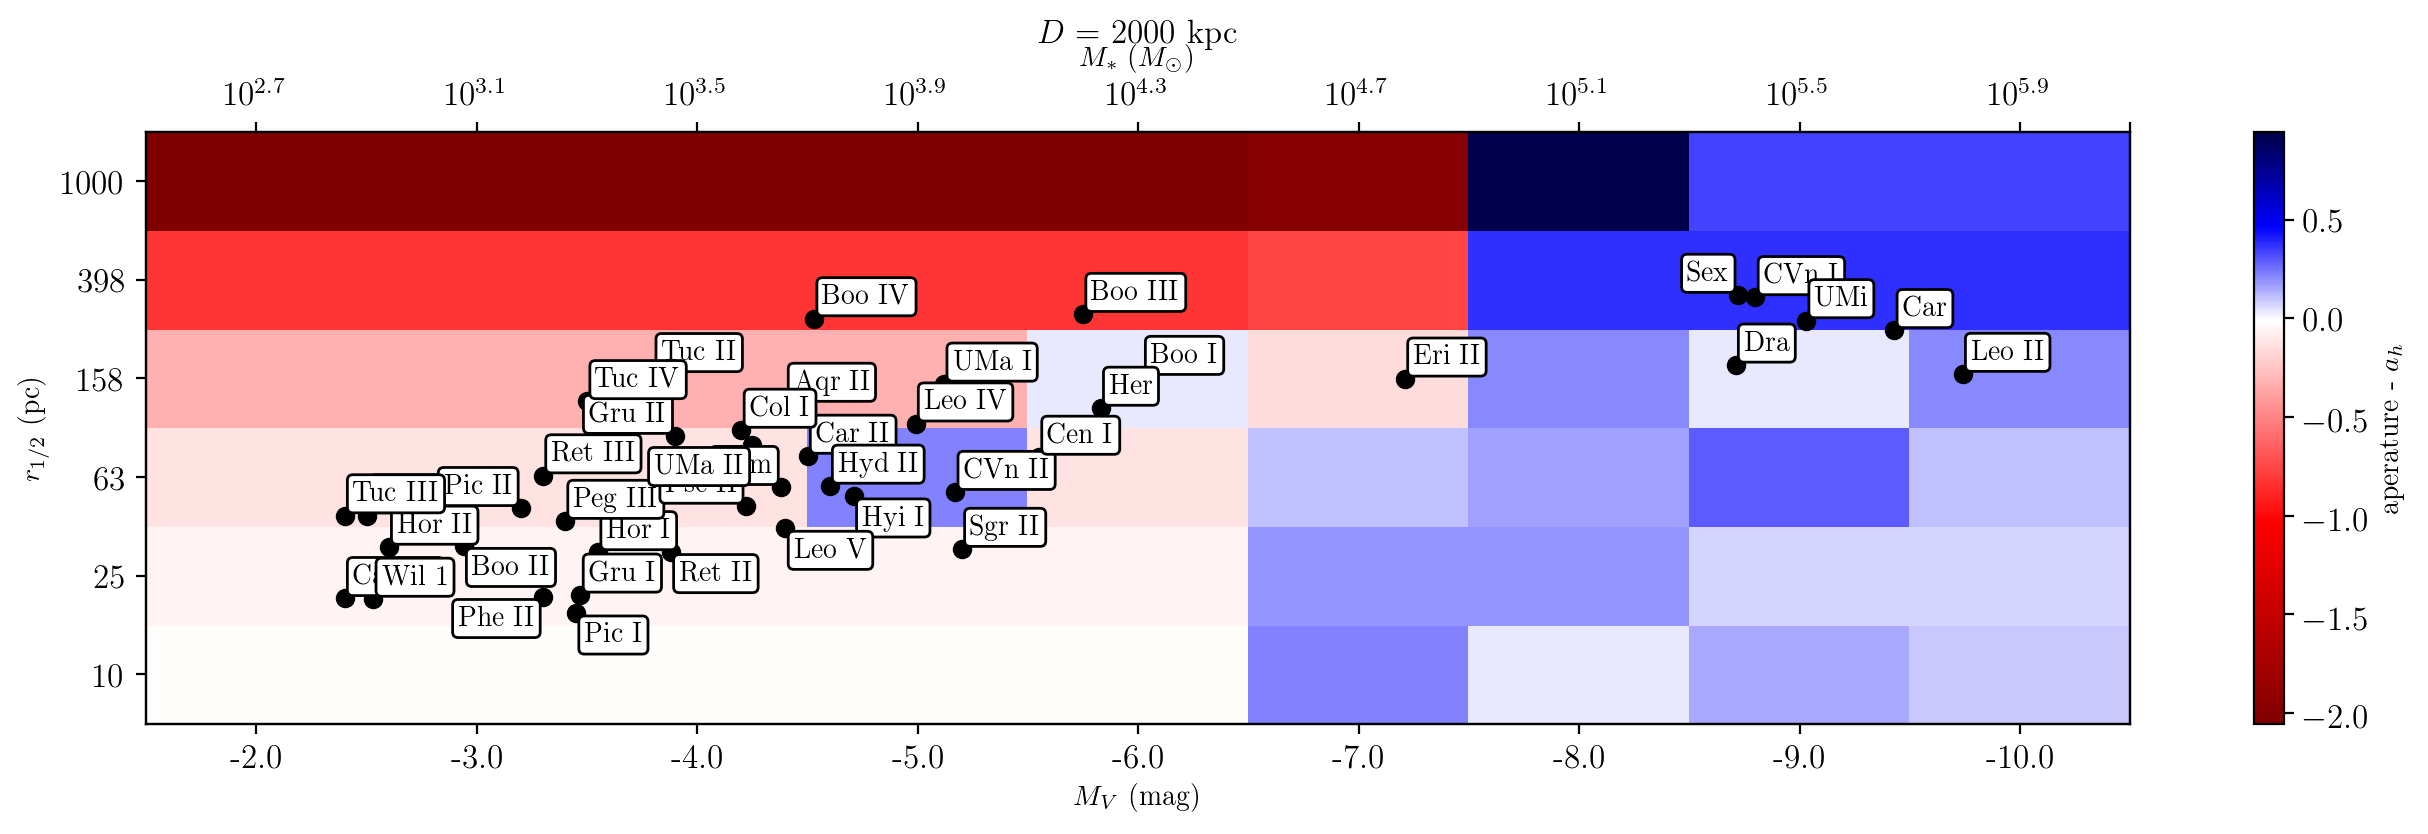 D = 2000 kpc
M* (M⊙)
10^2.7 10^3.1 10^3.5 10^3.9 10^4.3 10^4.7 10^5.1 10^5.5 10^5.9
r1/2 (pc)
1000
398
158
63
25
10
Sex
CVn I
UMi
Car
Boo IV
Boo III
Dra
Leo II
Tuc II
Tuc IV
UMa I
Boo I
Eri II
Aqr II
Her
Gru II
Col I
Leo IV
Car II
Cen I
Ret III
UMa II
Hyd II
CVn II
Tuc III
Pic II
Peg III
Hor II
Hor I
Hyi I
Sgr II
Leo V
Wil 1
Boo II
Gru I
Ret II
Phe II
Pic I
-2.0 -3.0 -4.0 -5.0 -6.0 -7.0 -8.0 -9.0 -10.0
MV (mag)
0.5
0.0
−0.5
−1.0
−1.5
−2.0
aperature - ah